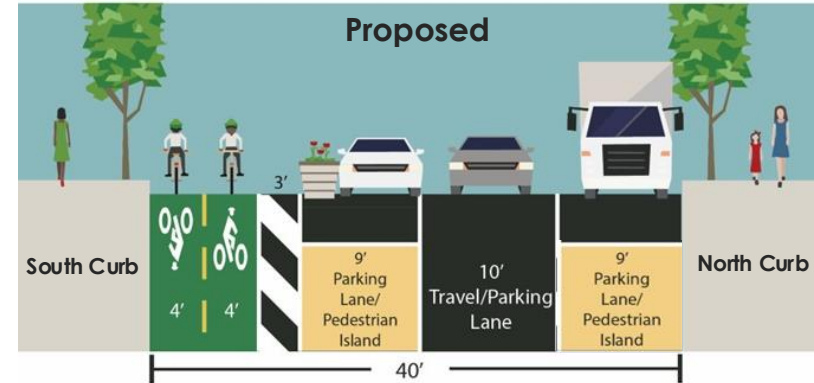 Proposed
3'
South Curb
4'
4'
9'
Parking
Lane/
Pedestrian
Island
10'
Travel/Parking
Lane
9'
Parking
Lane/
Pedestrian
Island
North Curb
40'